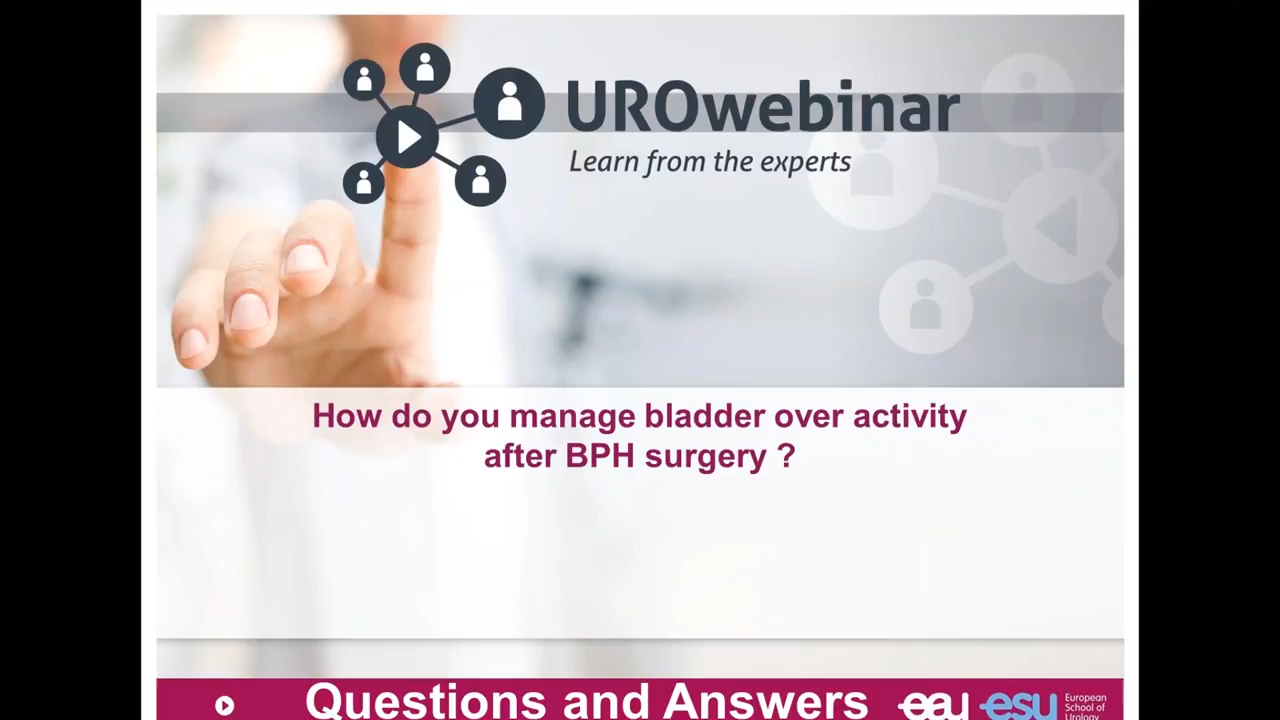 UROwebinar
Learn from the experts
How do you manage bladder over activity
after BPH surgery ?
Questions and Answers
eau
esu
European
School of
Urology